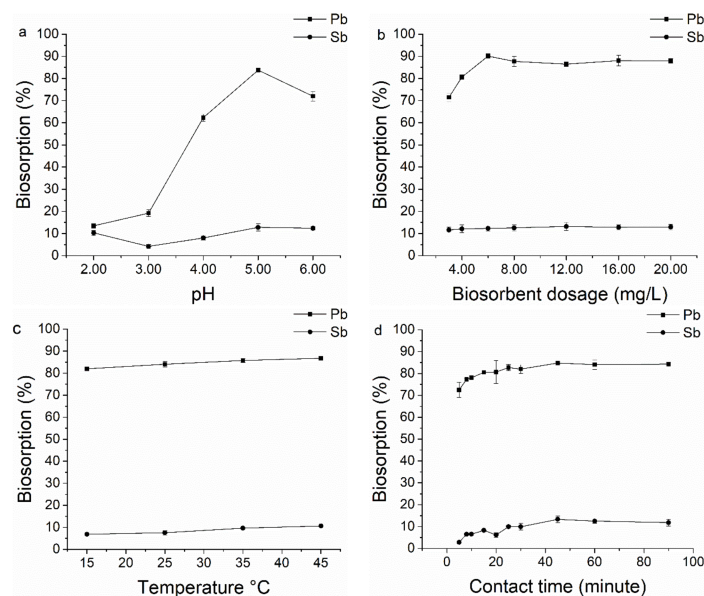 a
Pb
Sb
100
90
80
70
60
50
40
30
20
10
0
Biosorption (%)
2.00 3.00 4.00 5.00 6.00
pH
b
Pb
Sb
100
90
80
70
60
50
40
30
20
10
0
Biosorption (%)
4.00 8.00 12.00 16.00 20.00
Biosorbent dosage (mg/L)
c
Pb
Sb
100
90
80
70
60
50
40
30
20
10
0
Biosorption (%)
15 20 25 30 35 40 45
Temperature °C
d
Pb
Sb
100
90
80
70
60
50
40
30
20
10
0
Biosorption (%)
0 20 40 60 80 100
Contact time (minute)